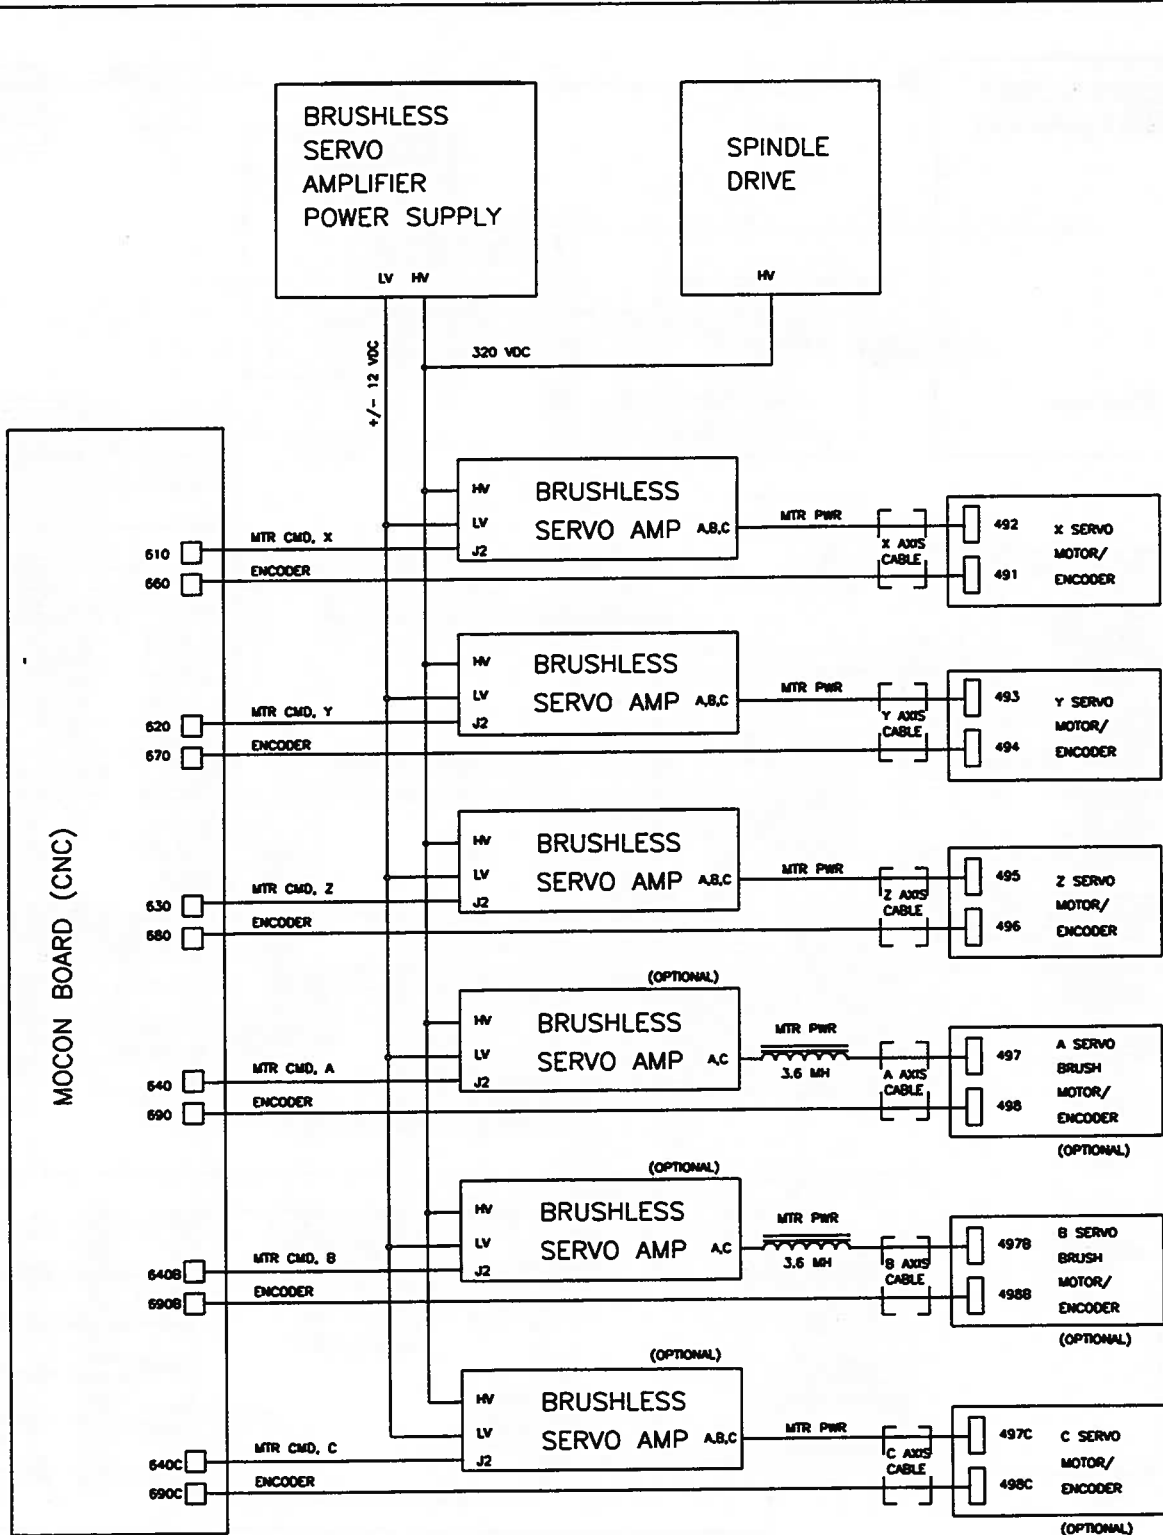 BRUSHLESS
SERVO
AMPLIFIER
POWER SUPPLY
LV HV
SPINDLE
DRIVE
HV
+/- 12 VDC
320 VDC
MOCON BOARD (CNC)
HV BRUSHLESS
LV SERVO AMP A,B,C
J2
MTR PWR
X AXIS
CABLE
492
491
X SERVO
MOTOR/
ENCODER
610 MTR CMD, X
660 ENCODER
HV BRUSHLESS
LV SERVO AMP A,B,C
J2
MTR PWR
Y AXIS
CABLE
493
494
Y SERVO
MOTOR/
ENCODER
620 MTR CMD, Y
670 ENCODER
HV BRUSHLESS
LV SERVO AMP A,B,C
J2
MTR PWR
Z AXIS
CABLE
495
496
Z SERVO
MOTOR/
ENCODER
630 MTR CMD, Z
680 ENCODER
(OPTIONAL)
HV BRUSHLESS
LV SERVO AMP A,C
J2
MTR PWR
3.6 MH
A AXIS
CABLE
497
498
A SERVO
BRUSH
MOTOR/
ENCODER
(OPTIONAL)
640 MTR CMD, A
690 ENCODER
(OPTIONAL)
HV BRUSHLESS
LV SERVO AMP A,C
J2
MTR PWR
3.6 MH
B AXIS
CABLE
497B
498B
B SERVO
BRUSH
MOTOR/
ENCODER
(OPTIONAL)
640B MTR CMD, B
690B ENCODER
(OPTIONAL)
HV BRUSHLESS
LV SERVO AMP A,B,C
J2
MTR PWR
C AXIS
CABLE
497C
498C
C SERVO
MOTOR/
ENCODER
(OPTIONAL)
640C MTR CMD, C
690C ENCODER